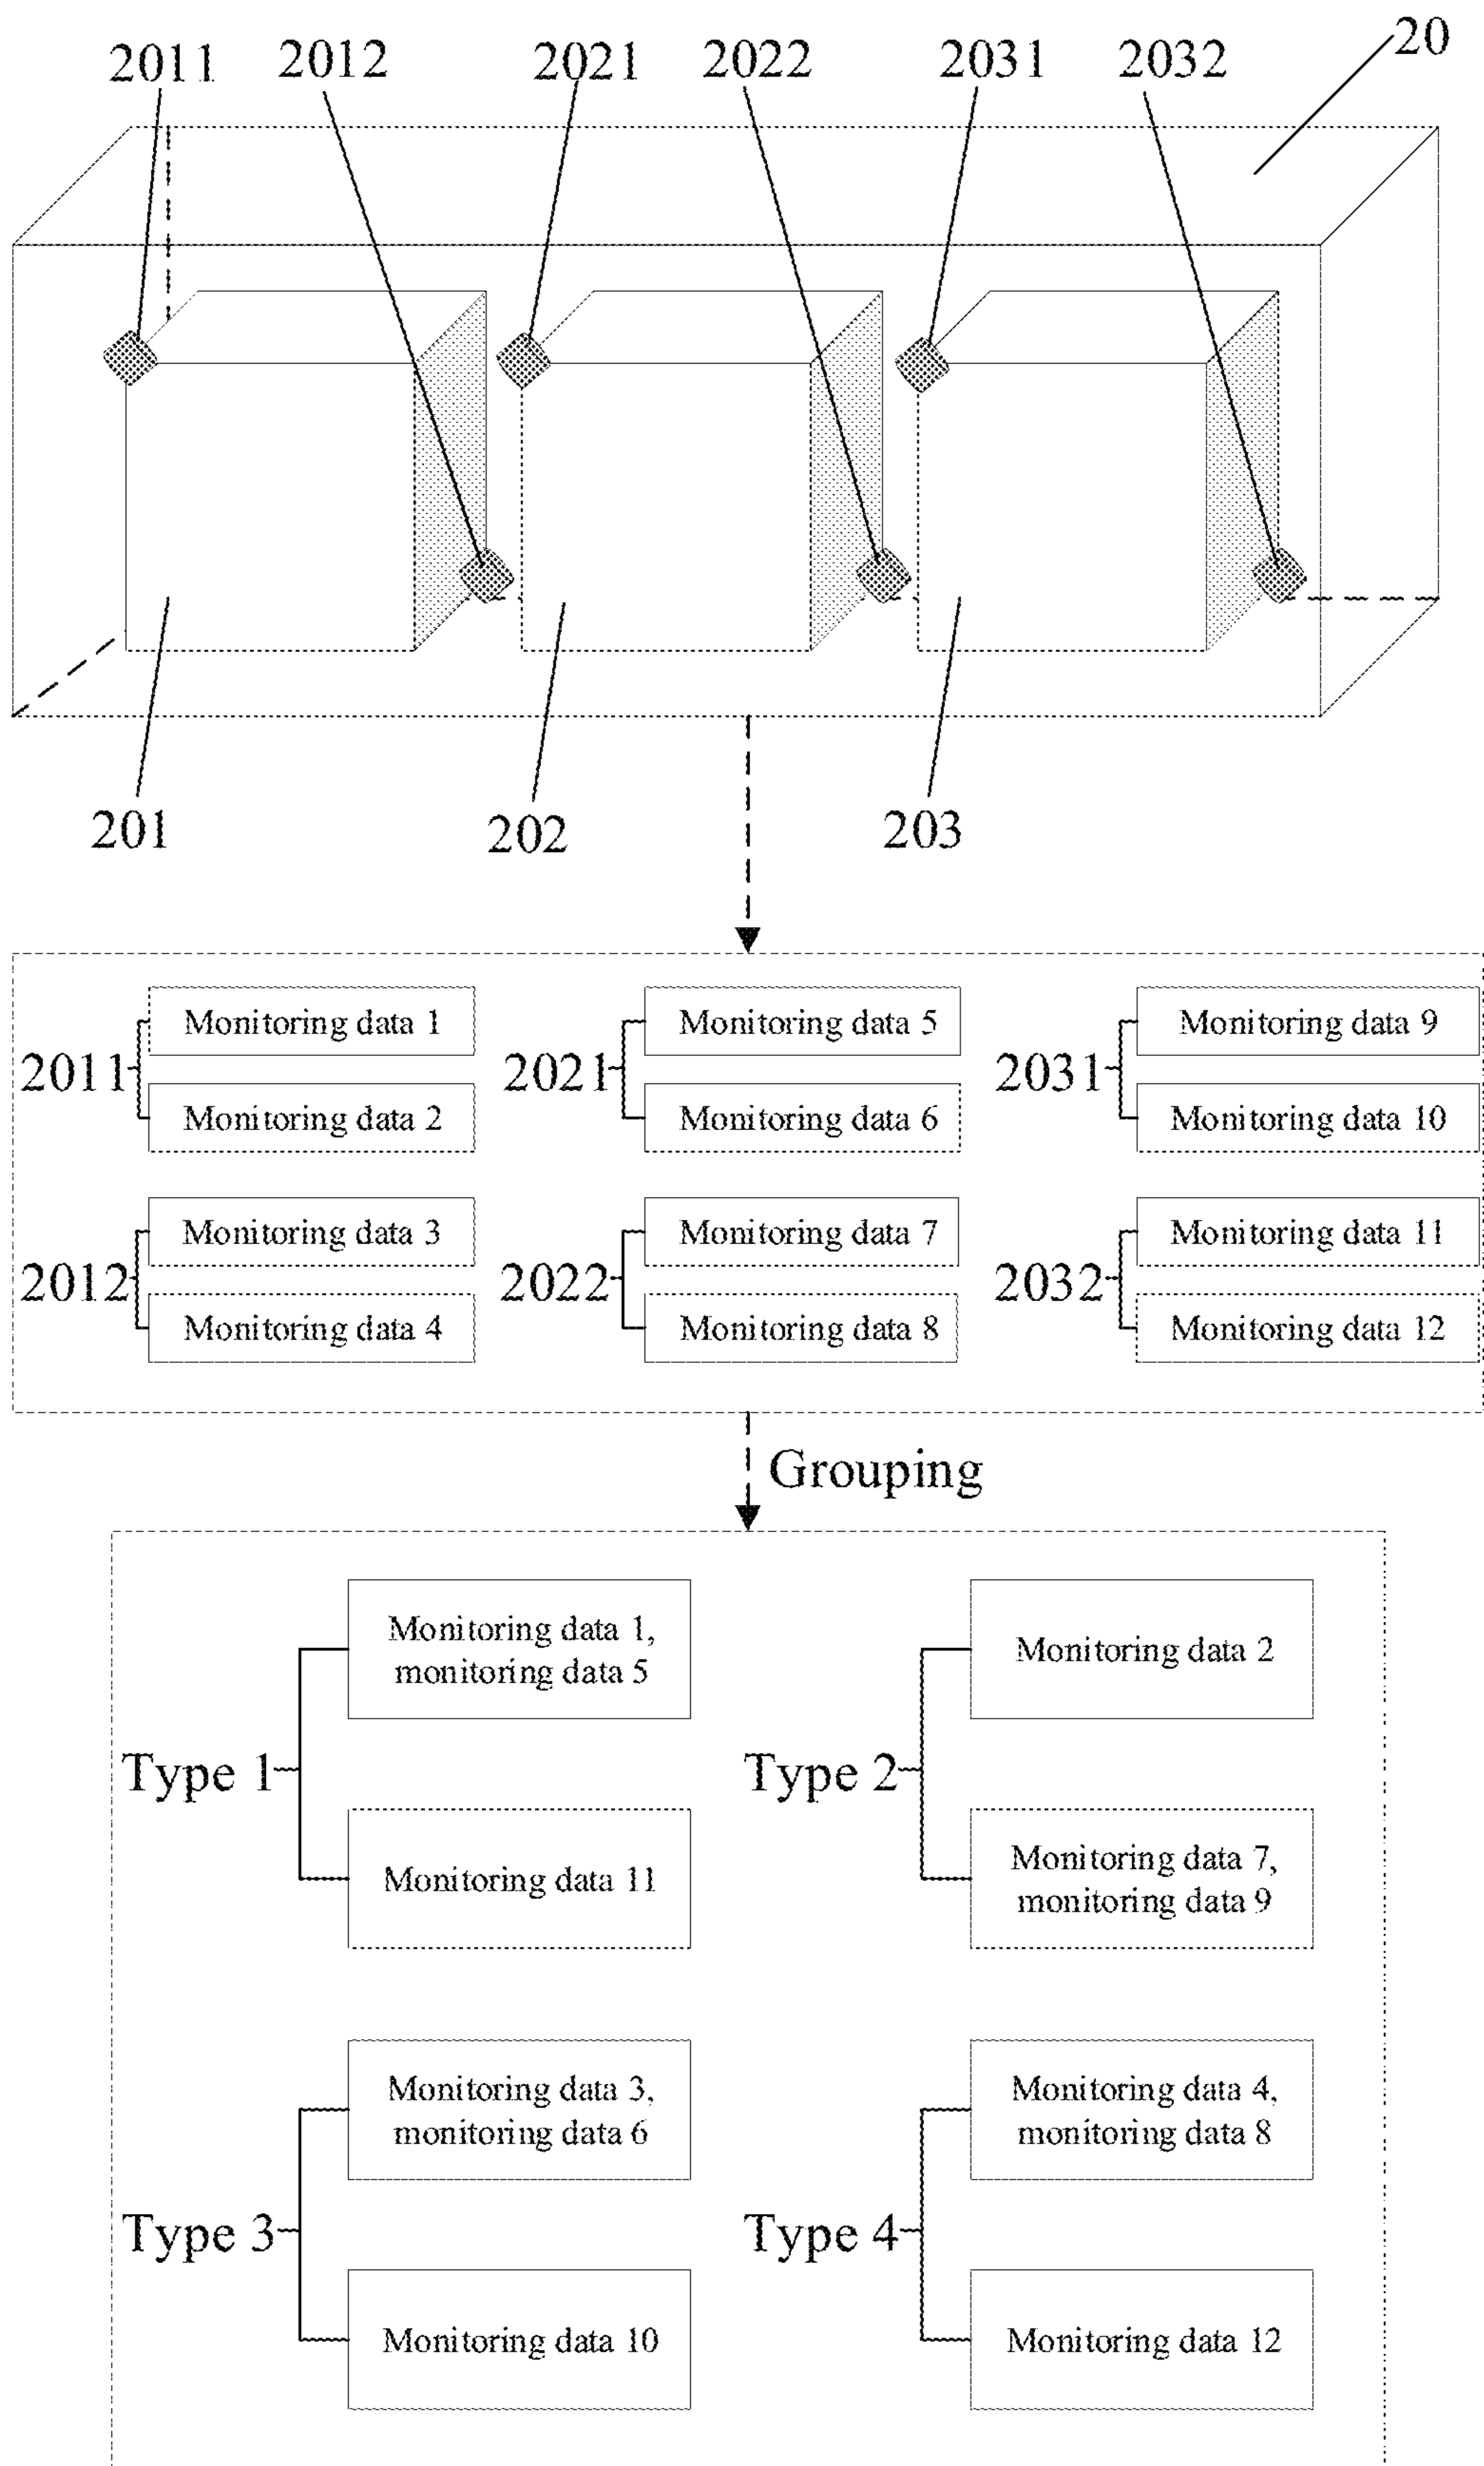 20
2011 2012 2021 2022 2031 2032
201 202 203
2011
Monitoring data 1
Monitoring data 2
2021
Monitoring data 5
Monitoring data 6
2031
Monitoring data 9
Monitoring data 10
2012
Monitoring data 3
Monitoring data 4
2022
Monitoring data 7
Monitoring data 8
2032
Monitoring data 11
Monitoring data 12
Grouping
Type 1
Monitoring data 1,
monitoring data 5
Monitoring data 11
Type 2
Monitoring data 2
Monitoring data 7,
monitoring data 9
Type 3
Monitoring data 3,
monitoring data 6
Monitoring data 10
Type 4
Monitoring data 4,
monitoring data 8
Monitoring data 12